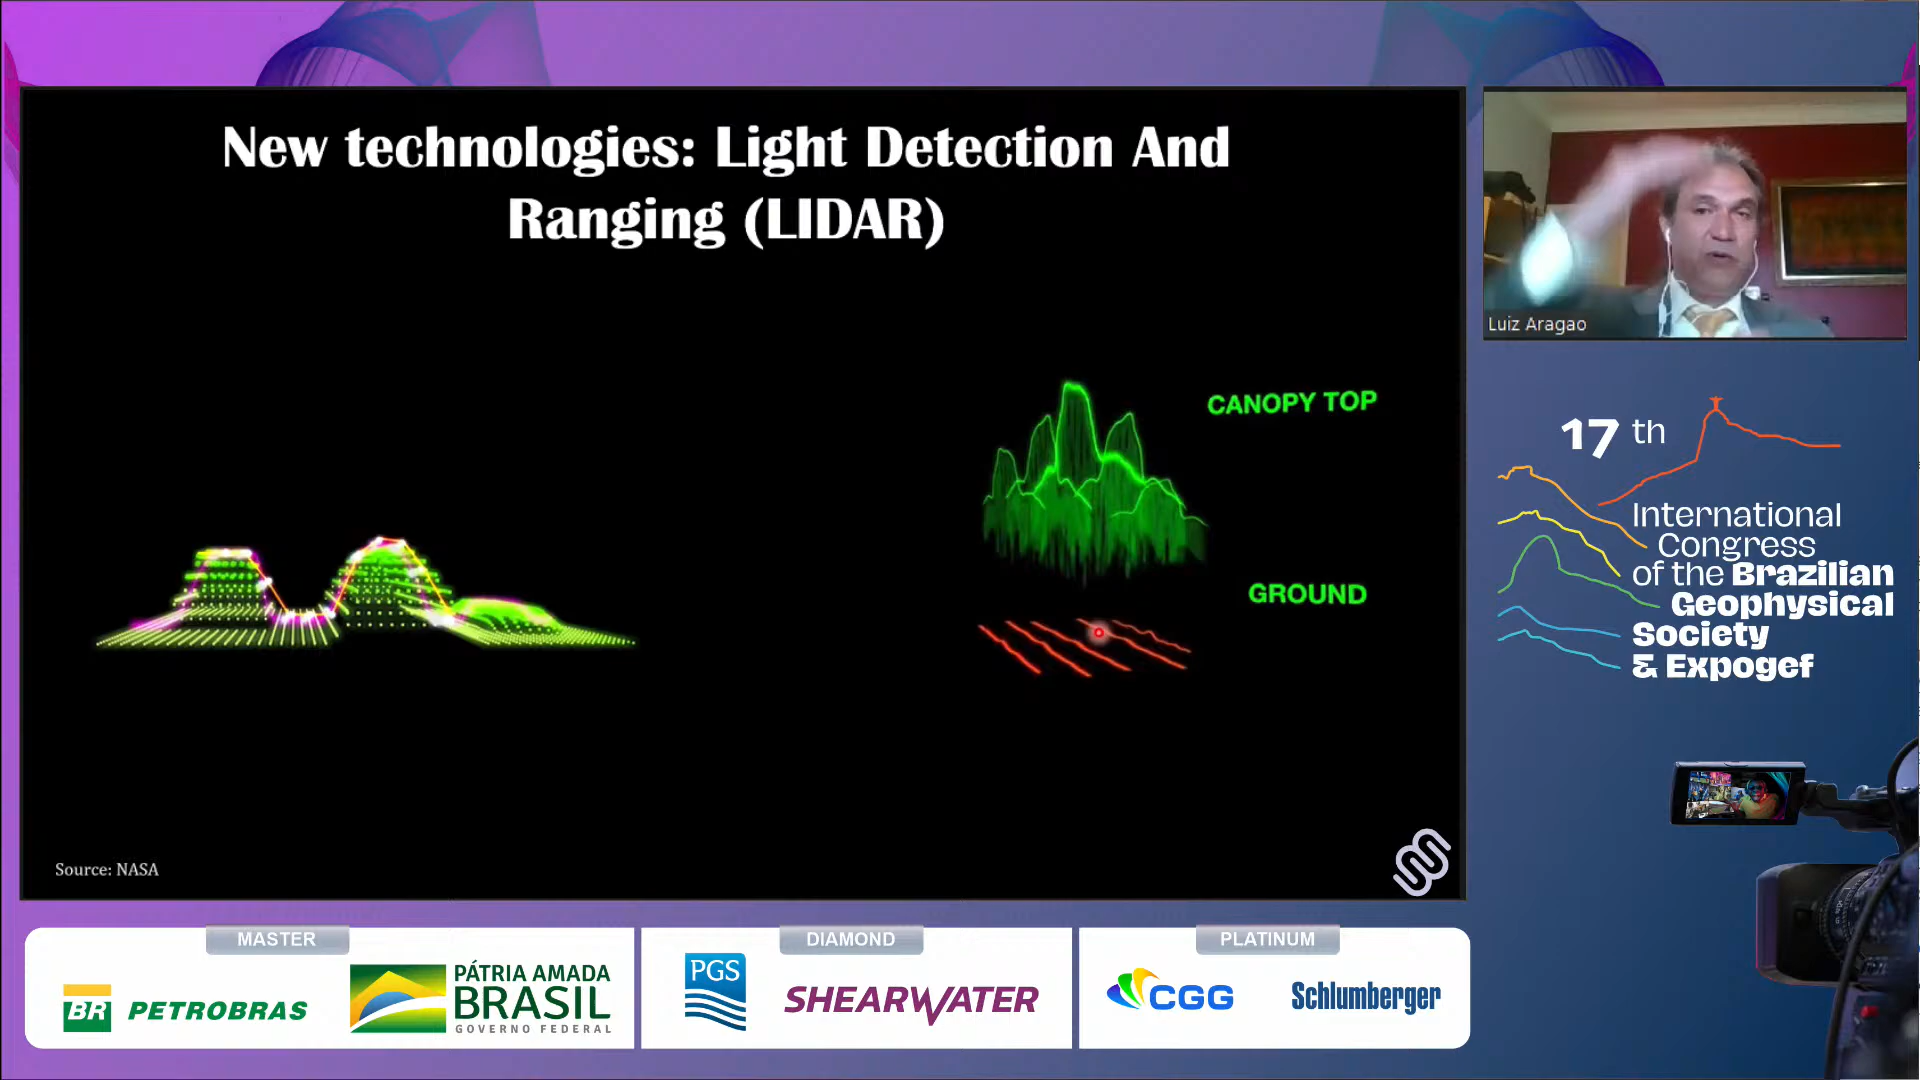 New technologies: Light Detection And
Ranging (LIDAR)
CANOPY TOP
GROUND
Source: NASA
Luiz Aragao
17 th
International
Congress
of the Brazilian
Geophysical
Society
& Expogef
MASTER
BR PETROBRAS
PÁTRIA AMADA
BRASIL
GOVERNO FEDERAL
DIAMOND
PGS
SHEARWATER
PLATINUM
CGG
Schlumberger